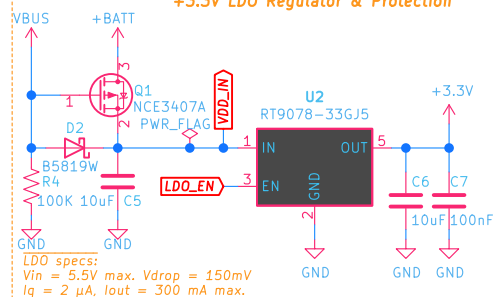 +3.3V LDO Regulator & Protection
VBUS
+BATT
3
Q1
1
NCE3407A
2
PWR_FLAG
VDD_IN
U2
RT9078-33GJ5
+3.3V
D2
B5819W
1
IN
OUT
5
R4
100K
10uF
C5
LDO_EN
3
EN
GND
2
C6
C7
10uF
100nF
GND
GND
GND
GND
GND
LDO specs:
Vin = 5.5V max. Vdrop = 150mV
Iq = 2 µA, Iout = 300 mA max.